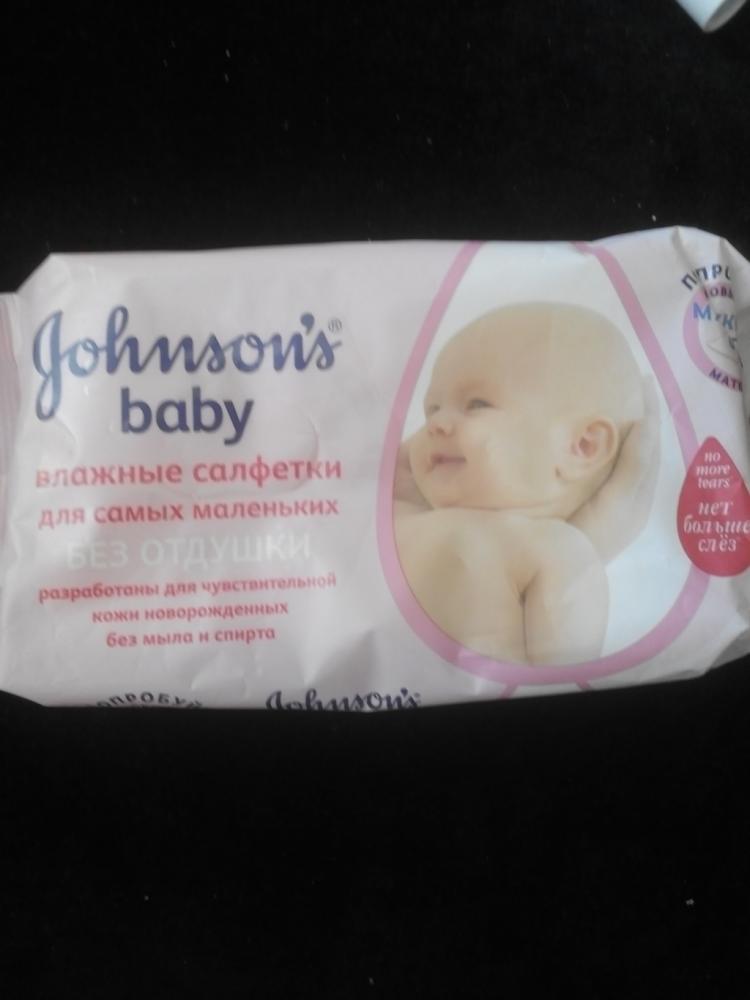 Johnson's®
baby
влажные салфетки
для самых маленьких
БЕЗ ОТДУШКИ
разработаны для чувствительной
кожи новорожденных
без мыла и спирта
no
more
tears
нет
больше
слёз
Johnson's